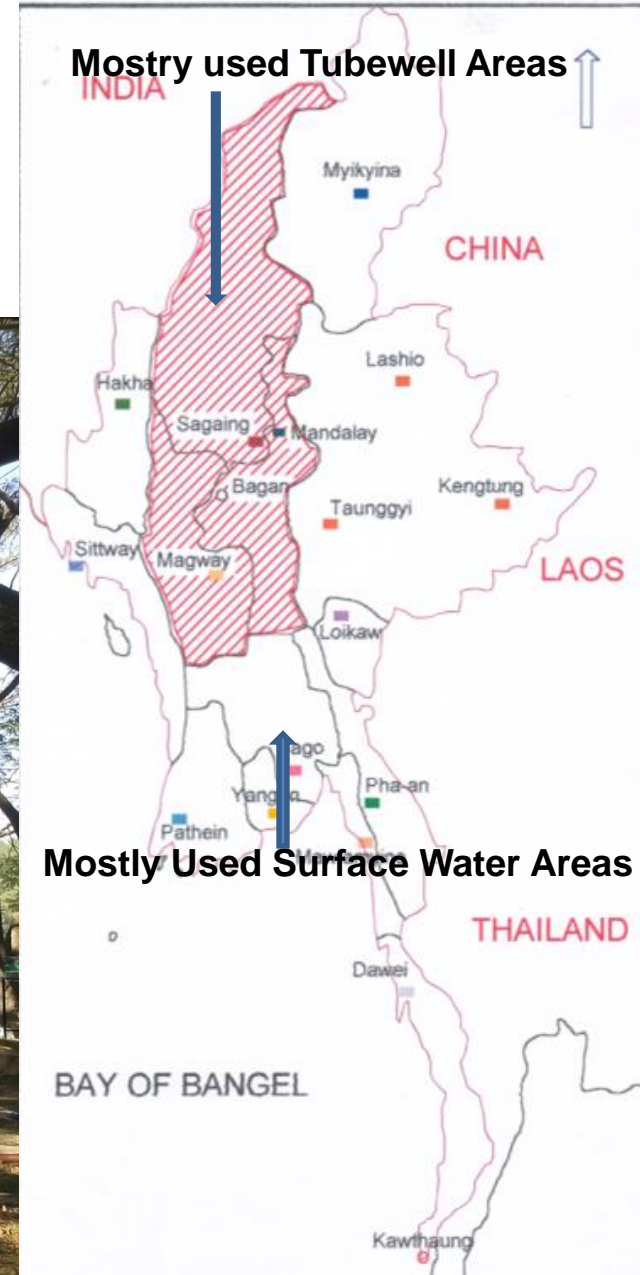 Mostry used Tubewell Areas
INDIA
Myikyina
CHINA
Lashio
Hakha
Sagaing
Mandalay
Bagan
Kengtung
Taunggyi
Sittway
Magway
LAOS
Loikaw
ago
Pha-an
Pathein
Mostly Used Surface Water Areas
THAILAND
Dawei
BAY OF BANGEL
Kawthaung